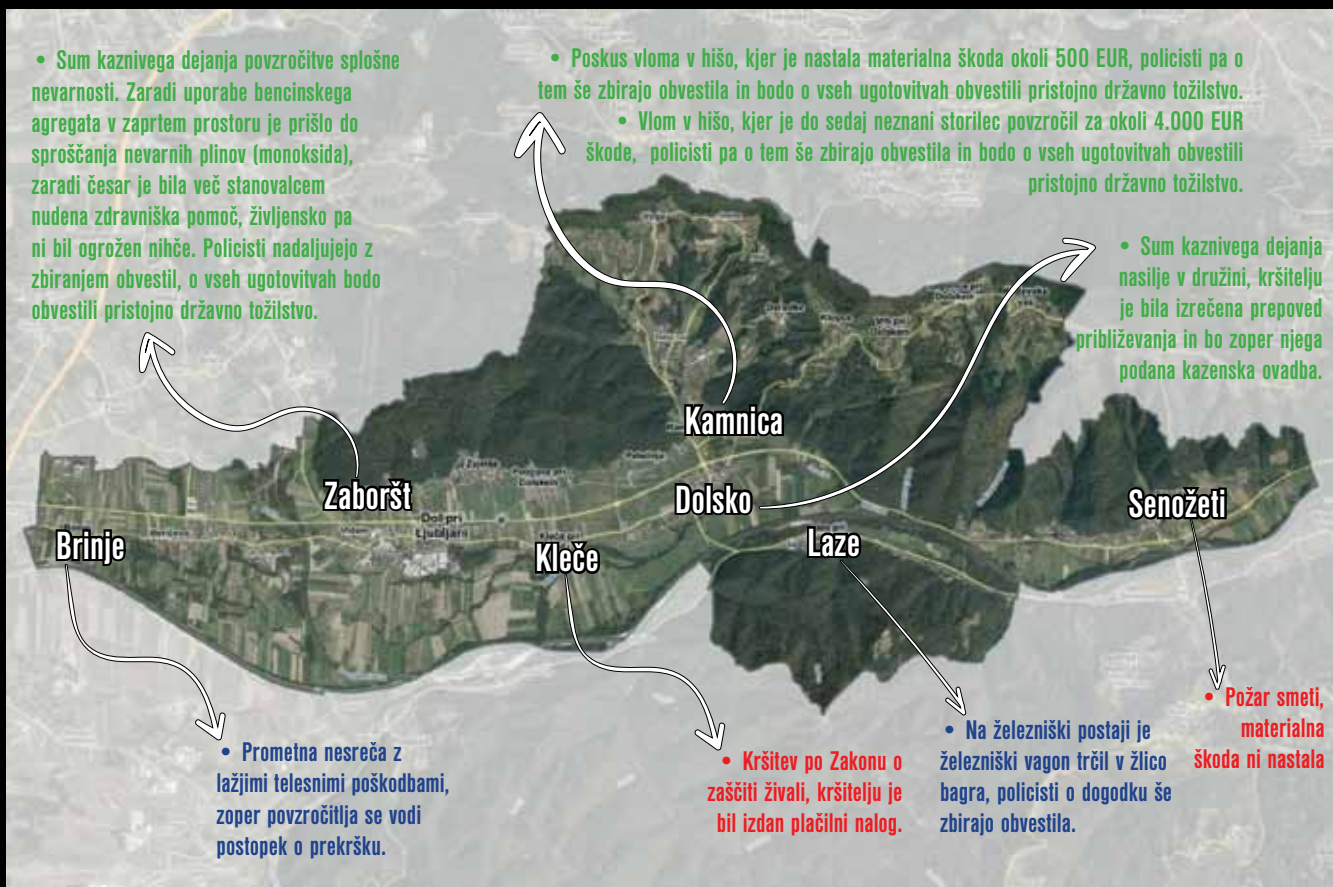 • Sum kaznivega dejanja povzročitve splošne
nevarnosti. Zaradi uporabe bencinskega
agregata v zaprtem prostoru je prišlo do
sproščanja nevarnih plinov (monoksida),
zaradi česar je bila več stanovalcem
nudena zdravniška pomoč, življensko pa
ni bil ogrožen nihče. Policisti nadaljujejo z
zbiranjem obvestil, o vseh ugotovitvah bodo
obvestili pristojno državno tožilstvo.
• Poskus vloma v hišo, kjer je nastala materialna škoda okoli 500 EUR, policisti pa o
tem še zbirajo obvestila in bodo o vseh ugotovitvah obvestili pristojno državno tožilstvo.
• Vlom v hišo, kjer je do sedaj neznani storilec povzročil za okoli 4.000 EUR
škode, policisti pa o tem še zbirajo obvestila in bodo o vseh ugotovitvah obvestili
pristojno državno tožilstvo.
• Sum kaznivega dejanja
nasilje v družini, kršitelju
je bila izrečena prepoved
približevanja in bo zoper njega
podana kazenska ovadba.
Kamnica
Zaboršt
Dolsko
Senožeti
Brinje
Kleče
Laze
Dol pri
Ljubljani
• Prometna nesreča z
lažjimi telesnimi poškodbami,
zoper povzročitlja se vodi
postopek o prekršku.
• Kršitev po Zakonu o
zaščiti živali, kršitelju je
bil izdan plačilni nalog.
• Na železniški postaji je
železniški vagon trčil v žlico
bagra, policisti o dogodku še
zbirajo obvestila.
• Požar smeti,
materialna
škoda ni nastala